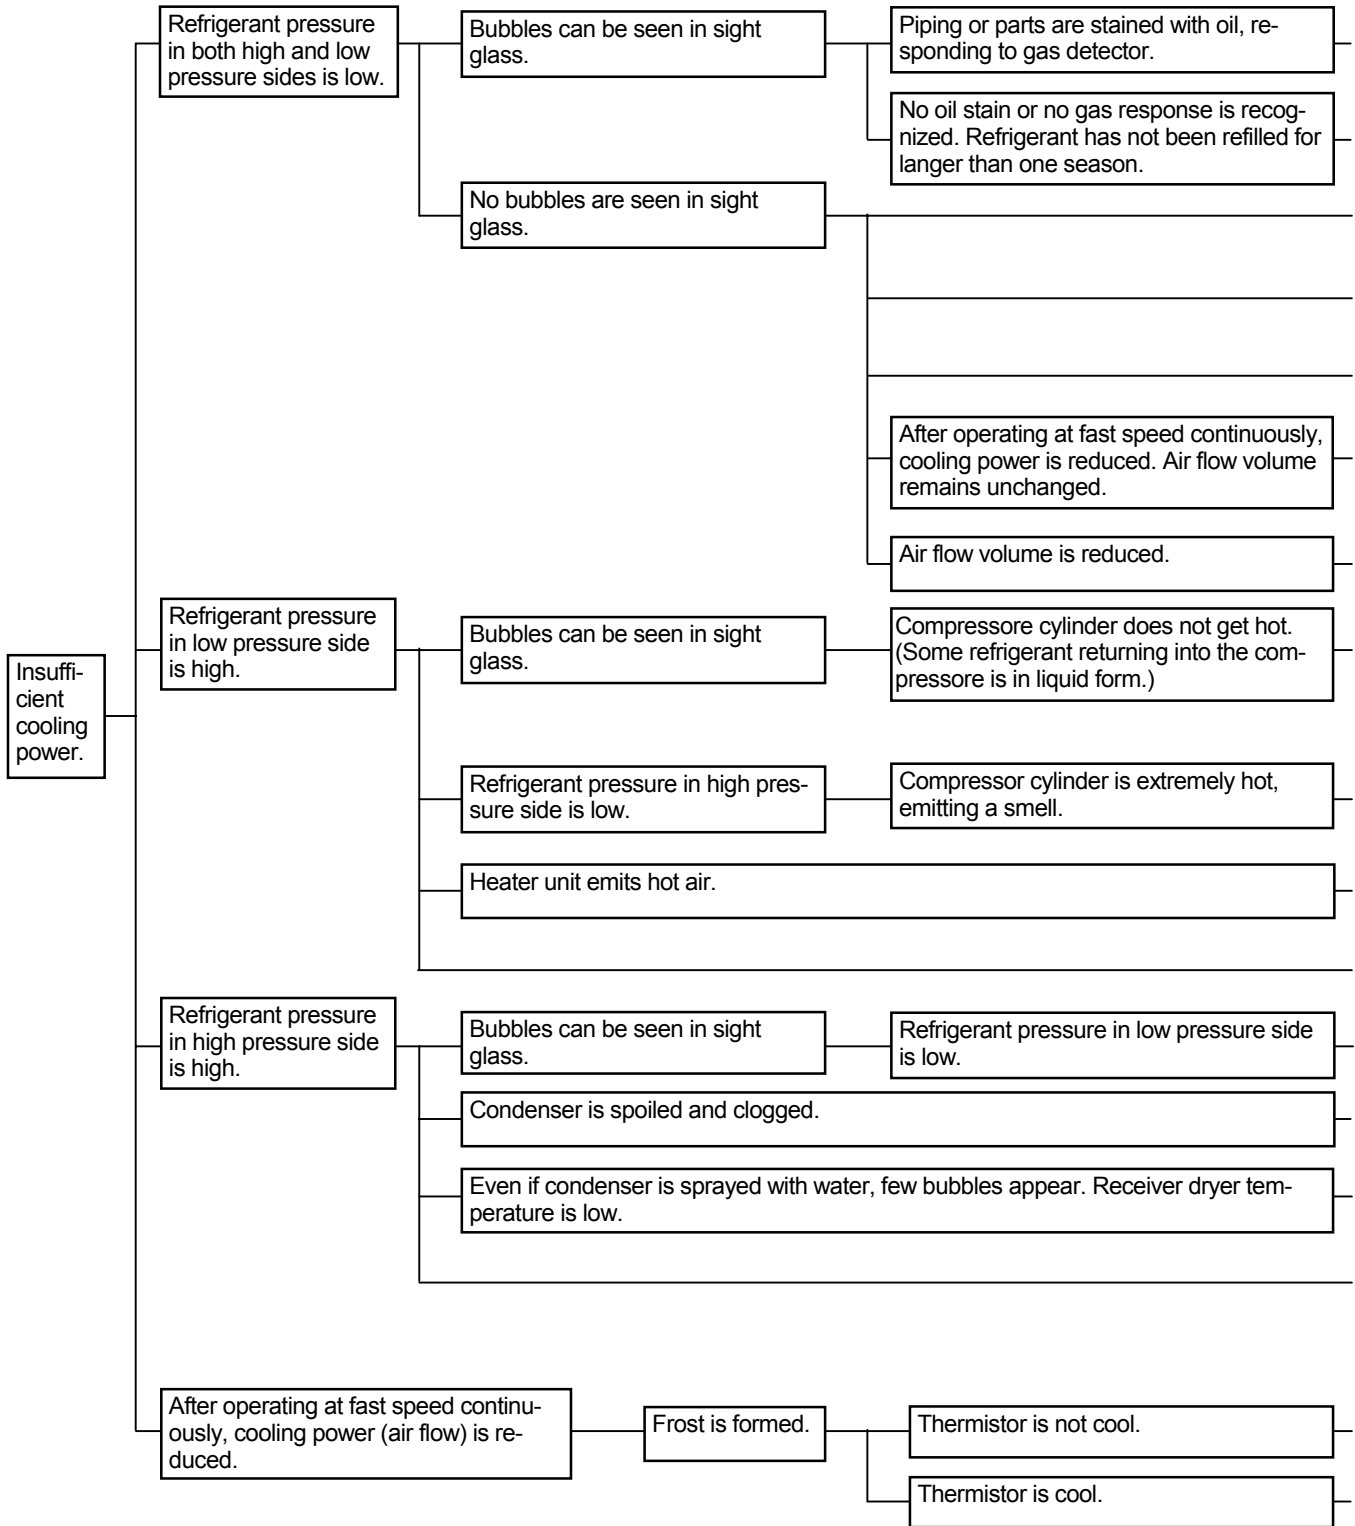 Refrigerant pressure
in both high and low
pressure sides is low.
Bubbles can be seen in sight
glass.
Piping or parts are stained with oil, re-
sponding to gas detector.
No oil stain or no gas response is recog-
nized. Refrigerant has not been refilled for
langer than one season.
No bubbles are seen in sight
glass.
After operating at fast speed continuously,
cooling power is reduced. Air flow volume
remains unchanged.
Air flow volume is reduced.
Insuffi-
cient
cooling
power.
Refrigerant pressure
in low pressure side
is high.
Bubbles can be seen in sight
glass.
Compressore cylinder does not get hot.
(Some refrigerant returning into the com-
pressore is in liquid form.)
Refrigerant pressure in high pres-
sure side is low.
Compressor cylinder is extremely hot,
emitting a smell.
Heater unit emits hot air.
Refrigerant pressure
in high pressure side
is high.
Bubbles can be seen in sight
glass.
Refrigerant pressure in low pressure side
is low.
Condenser is spoiled and clogged.
Even if condenser is sprayed with water, few bubbles appear. Receiver dryer tem-
perature is low.
After operating at fast speed continu-
ously, cooling power (air flow) is re-
duced.
Frost is formed.
Thermistor is not cool.
Thermistor is cool.